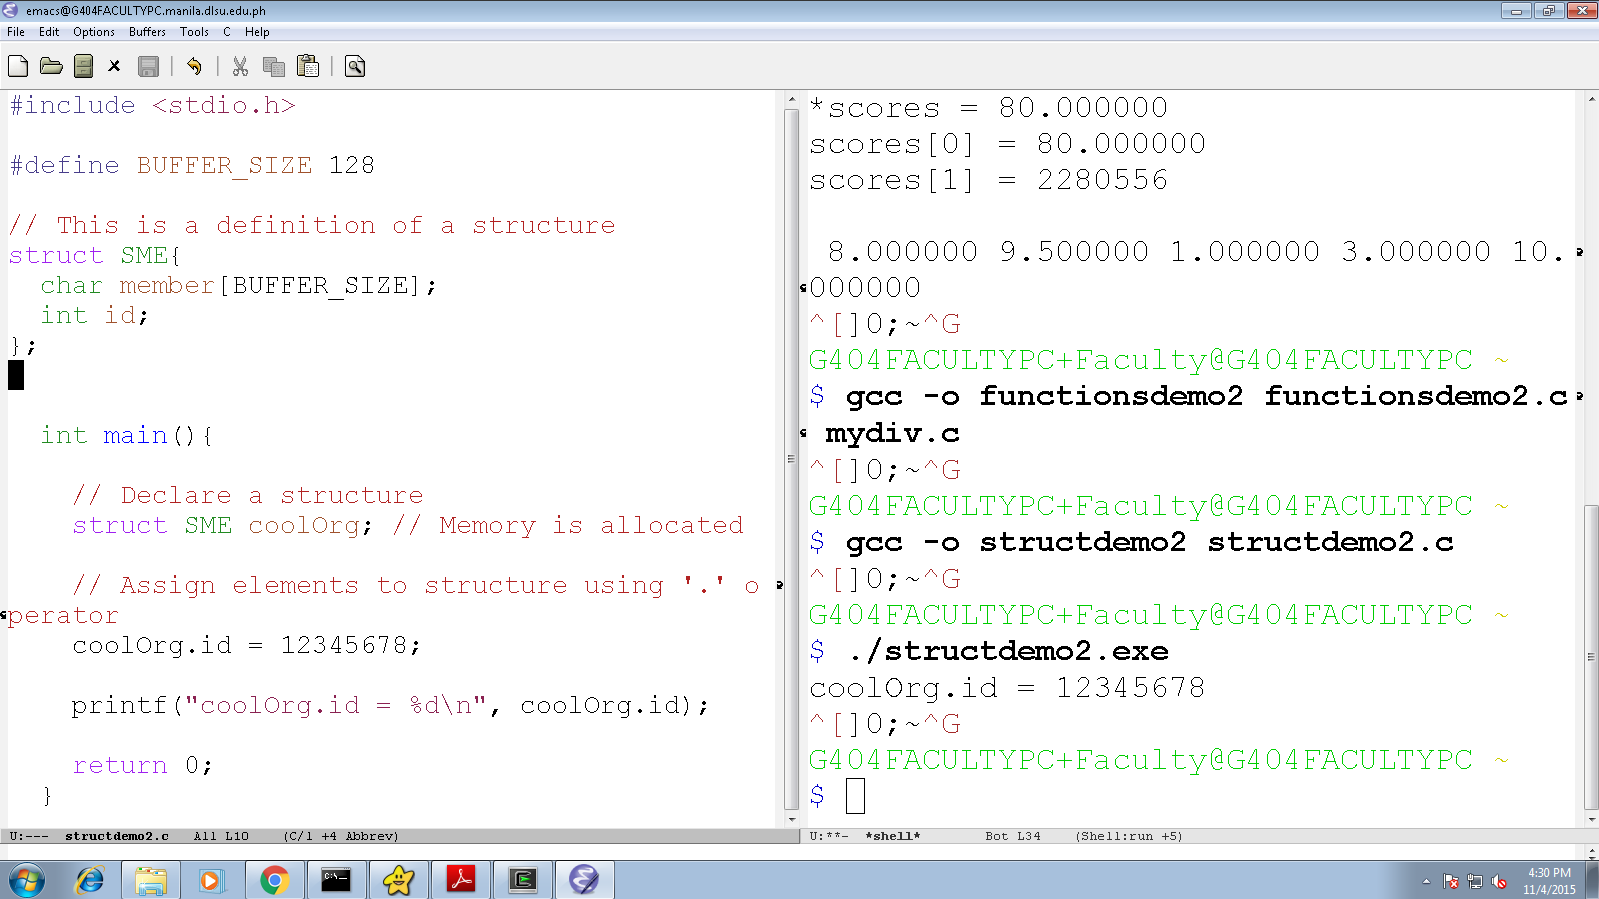 emacs@G404FACULTYPC.manila.dlsu.edu.ph
File Edit Options Buffers Tools C Help
#include <stdio.h>
#define BUFFER_SIZE 128
// This is a definition of a structure
struct SME{
  char member[BUFFER_SIZE];
  int id;
};
  int main(){
    // Declare a structure
    struct SME coolOrg; // Memory is allocated
    // Assign elements to structure using '.' o
perator
    coolOrg.id = 12345678;
    printf("coolOrg.id = %d\n", coolOrg.id);
    return 0;
  }
U:---  structdemo2.c   All L10    (C/l +4 Abbrev)
*scores = 80.000000
scores[0] = 80.000000
scores[1] = 2280556
 8.000000 9.500000 1.000000 3.000000 10.
000000
^[]0;~^G
G404FACULTYPC+Faculty@G404FACULTYPC ~
$ gcc -o functionsdemo2 functionsdemo2.c
 mydiv.c
^[]0;~^G
G404FACULTYPC+Faculty@G404FACULTYPC ~
$ gcc -o structdemo2 structdemo2.c
^[]0;~^G
G404FACULTYPC+Faculty@G404FACULTYPC ~
$ ./structdemo2.exe
coolOrg.id = 12345678
^[]0;~^G
G404FACULTYPC+Faculty@G404FACULTYPC ~
$
U:**-  *shell*        Bot L34    (Shell:run +5)
C:\_
4:30 PM
11/4/2015